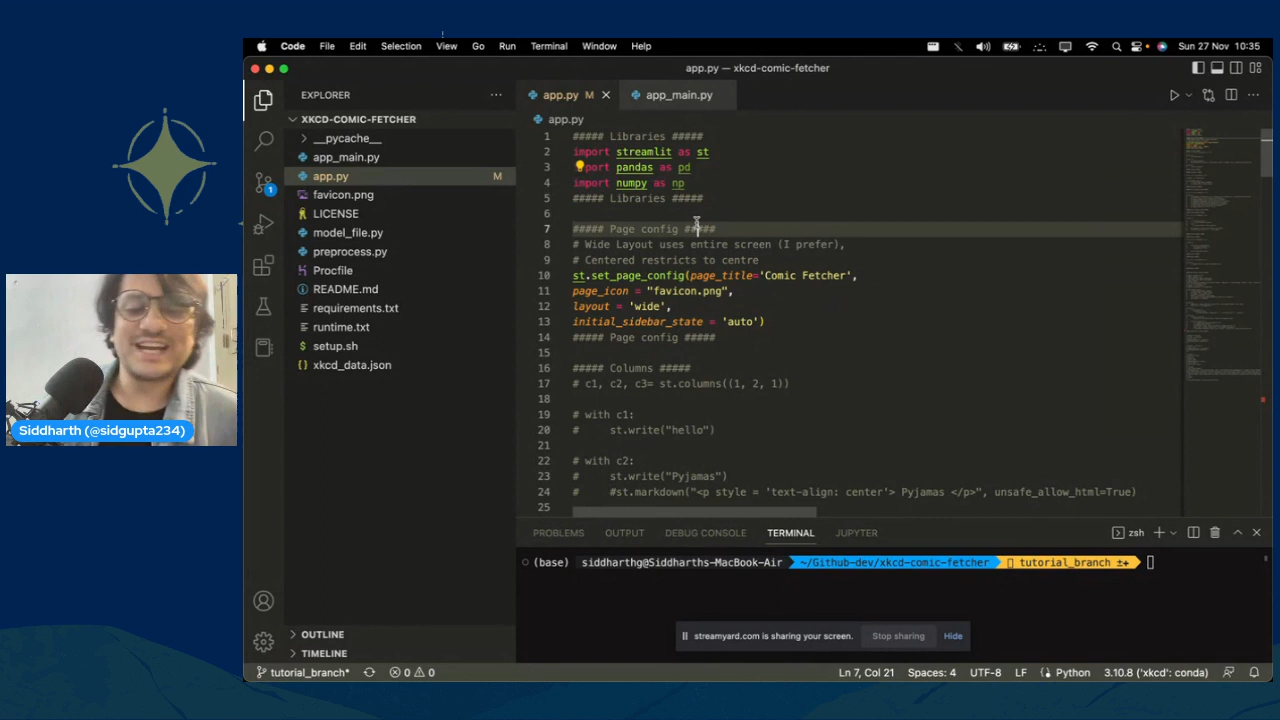 Code File Edit Selection View Go Run Terminal Window Help Sun 27 Nov 10:35
app.py — xkcd-comic-fetcher
EXPLORER
XKCD-COMIC-FETCHER
__pycache__
app_main.py
app.py M
favicon.png
LICENSE
model_file.py
preprocess.py
Procfile
README.md
requirements.txt
runtime.txt
setup.sh
xkcd_data.json
OUTLINE
TIMELINE
1
app.py M
app_main.py
app.py
1 ##### Libraries #####
2 import streamlit as st
3 port pandas as pd
4 import numpy as np
5 ##### Libraries #####
6
7 ##### Page config #####
8 # Wide Layout uses entire screen (I prefer),
9 # Centered restricts to centre
10 st.set_page_config(page_title='Comic Fetcher',
11 page_icon = "favicon.png",
12 layout = 'wide',
13 initial_sidebar_state = 'auto')
14 ##### Page config #####
15
16 ##### Columns #####
17 # c1, c2, c3= st.columns((1, 2, 1))
18
19 # with c1:
20 #     st.write("hello")
21
22 # with c2:
23 #     st.write("Pyjamas")
24 #     #st.markdown("<p style = 'text-align: center'> Pyjamas </p>", unsafe_allow_html=True)
25
PROBLEMS OUTPUT DEBUG CONSOLE TERMINAL JUPYTER zsh
(base) siddharthg@Siddharths-MacBook-Air ~/Github-dev/xkcd-comic-fetcher tutorial_branch ±+
streamyard.com is sharing your screen. Stop sharing Hide
tutorial_branch* 0 0 Ln 7, Col 21 Spaces: 4 UTF-8 LF Python 3.10.8 ('xkcd': conda)
Siddharth (@sidgupta234)